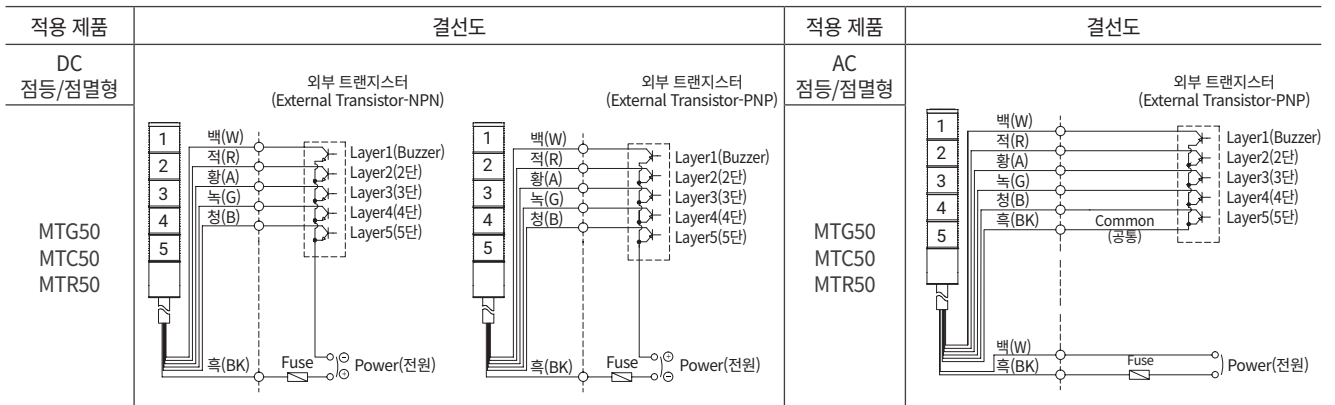 적용 제품
결선도
적용 제품
결선도
DC
점등/점멸형
MTG50
MTC50
MTR50
외부 트랜지스터
(External Transistor-NPN)
1
2
3
4
5
백(W)
적(R)
황(A)
녹(G)
청(B)
Layer1(Buzzer)
Layer2(2단)
Layer3(3단)
Layer4(4단)
Layer5(5단)
흑(BK)
Fuse
⊖
⊕
Power(전원)
외부 트랜지스터
(External Transistor-PNP)
1
2
3
4
5
백(W)
적(R)
황(A)
녹(G)
청(B)
Layer1(Buzzer)
Layer2(2단)
Layer3(3단)
Layer4(4단)
Layer5(5단)
흑(BK)
Fuse
⊕
⊖
Power(전원)
AC
점등/점멸형
MTG50
MTC50
MTR50
외부 트랜지스터
(External Transistor-PNP)
1
2
3
4
5
백(W)
적(R)
황(A)
녹(G)
청(B)
흑(BK)
Common
(공통)
Layer1(Buzzer)
Layer2(2단)
Layer3(3단)
Layer4(4단)
Layer5(5단)
백(W)
흑(BK)
Fuse
Power(전원)